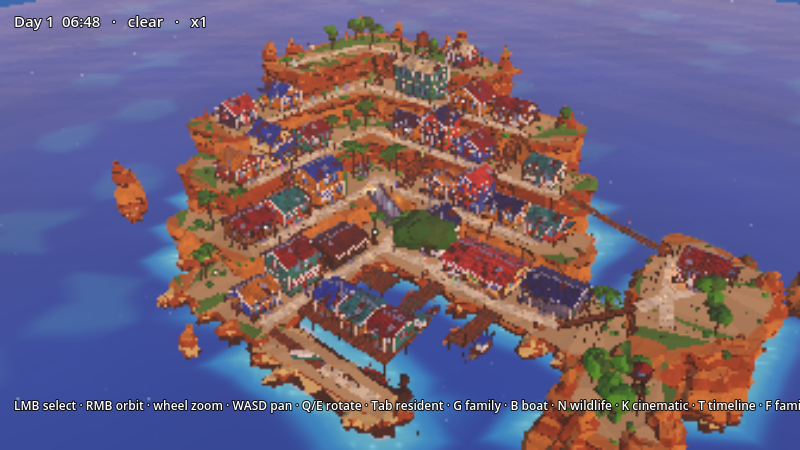 Day 1 06:48 · clear · x1
LMB select · RMB orbit · wheel zoom · WASD pan · Q/E rotate · Tab resident · G family · B boat · N wildlife · K cinematic · T timeline · F fami